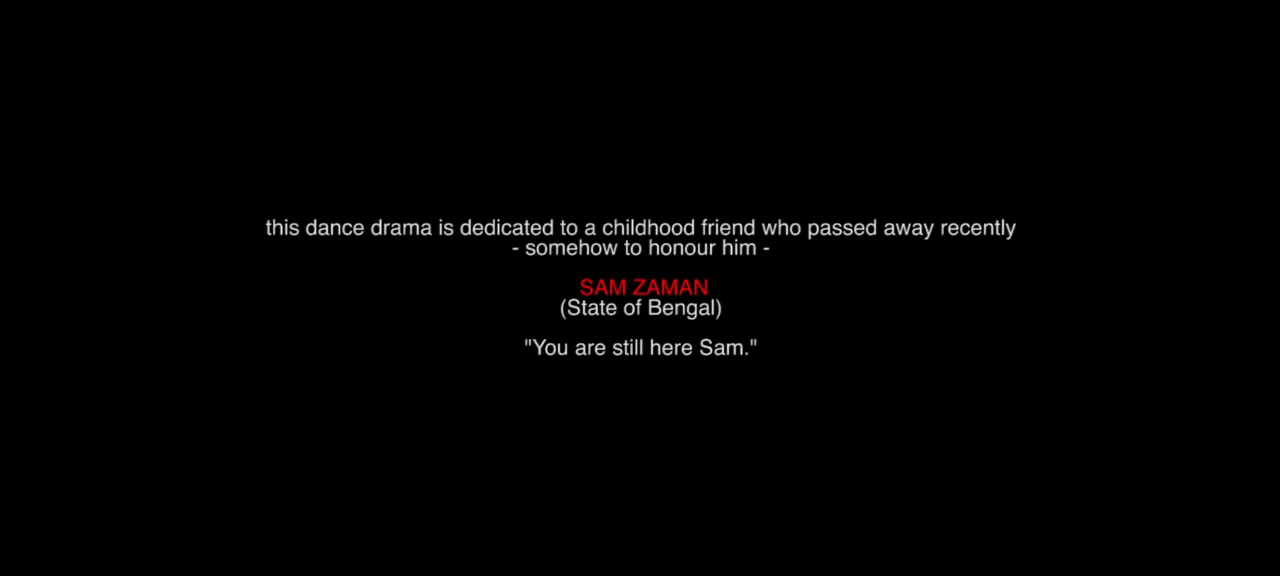 this dance drama is dedicated to a childhood friend who passed away recently
- somehow to honour him -
SAM ZAMAN
(State of Bengal)
"You are still here Sam."